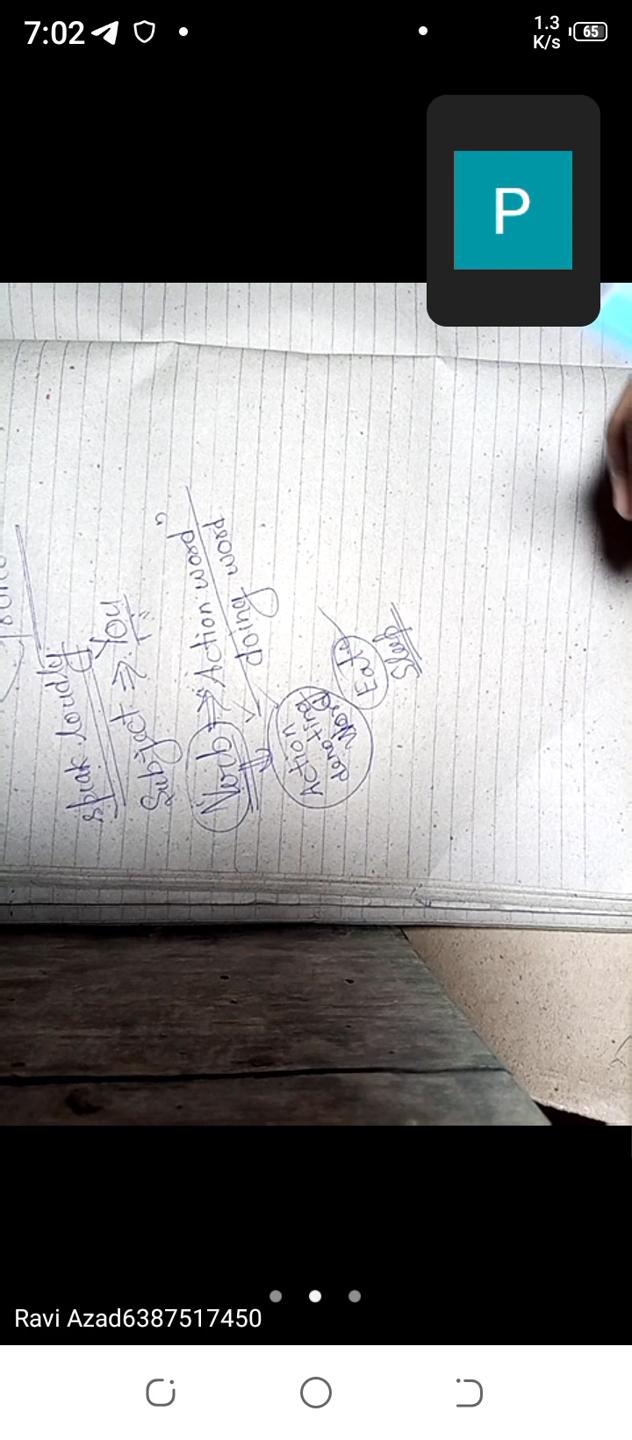 7:02
1.3
K/s
65
P
speak loudly
Subject ⇒ You
Verb → Action word
doing word
Action
denoting
Word
Eat
Sleep
Ravi Azad6387517450